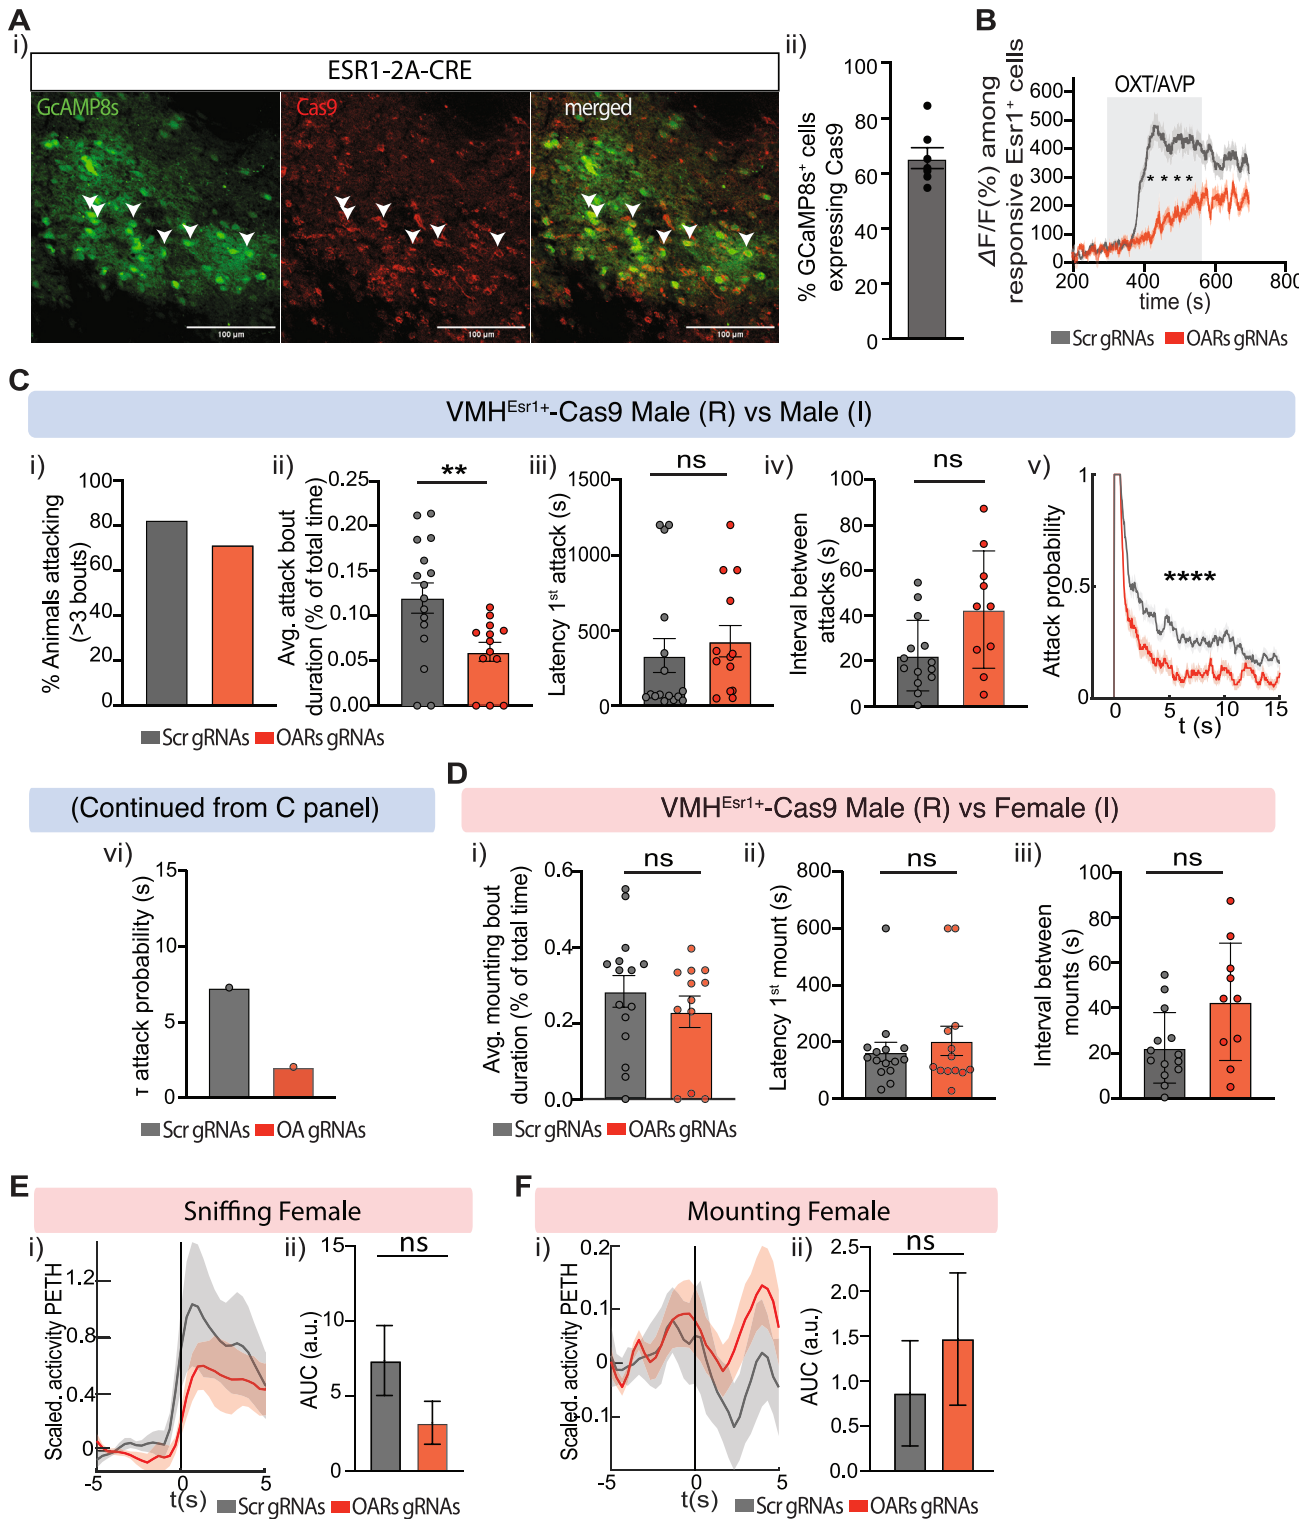 A
i)
ESR1-2A-CRE
GcAMP8s
Cas9
merged
100 µm
100 µm
100 µm
ii)
% GCaMP8s+ cells
expressing Cas9
100
80
60
40
20
0
B
ΔF/F(%) among
responsive Esr1+ cells
OXT/AVP
600
500
400
300
200
100
0
* * * *
200 400 600 800
time (s)
Scr gRNAs OARs gRNAs
C
VMHEsr1+-Cas9 Male (R) vs Male (I)
i)
% Animals attacking
(>3 bouts)
100
80
60
40
20
0
ii)
Avg. attack bout
duration (% of total time)
0.25
0.20
0.15
0.10
0.05
0.00
**
iii)
Latency 1st attack (s)
1500
1000
500
0
ns
iv)
Interval between
attacks (s)
100
80
60
40
20
0
ns
v)
Attack probability
1
0.5
0
****
0 5 10 15
t (s)
Scr gRNAs OARs gRNAs
(Continued from C panel)
vi)
τ attack probability (s)
15
10
5
0
Scr gRNAs OA gRNAs
D
VMHEsr1+-Cas9 Male (R) vs Female (I)
i)
Avg. mounting bout
duration (% of total time)
0.6
0.4
0.2
0.0
ns
ii)
Latency 1st mount (s)
800
600
400
200
0
ns
iii)
Interval between
mounts (s)
100
80
60
40
20
0
ns
Scr gRNAs OARs gRNAs
E
Sniffing Female
i)
Scaled. acticvity PETH
1.2
0.8
0.4
0
-5 0 5
t(s)
ii)
AUC (a.u.)
15
10
5
0
ns
Scr gRNAs OARs gRNAs
F
Mounting Female
i)
Scaled. acticvity PETH
0.2
0.1
0
-0.1
-5 0 5
t(s)
ii)
AUC (a.u.)
2.5
2.0
1.5
1.0
0.5
0.0
ns
Scr gRNAs OARs gRNAs